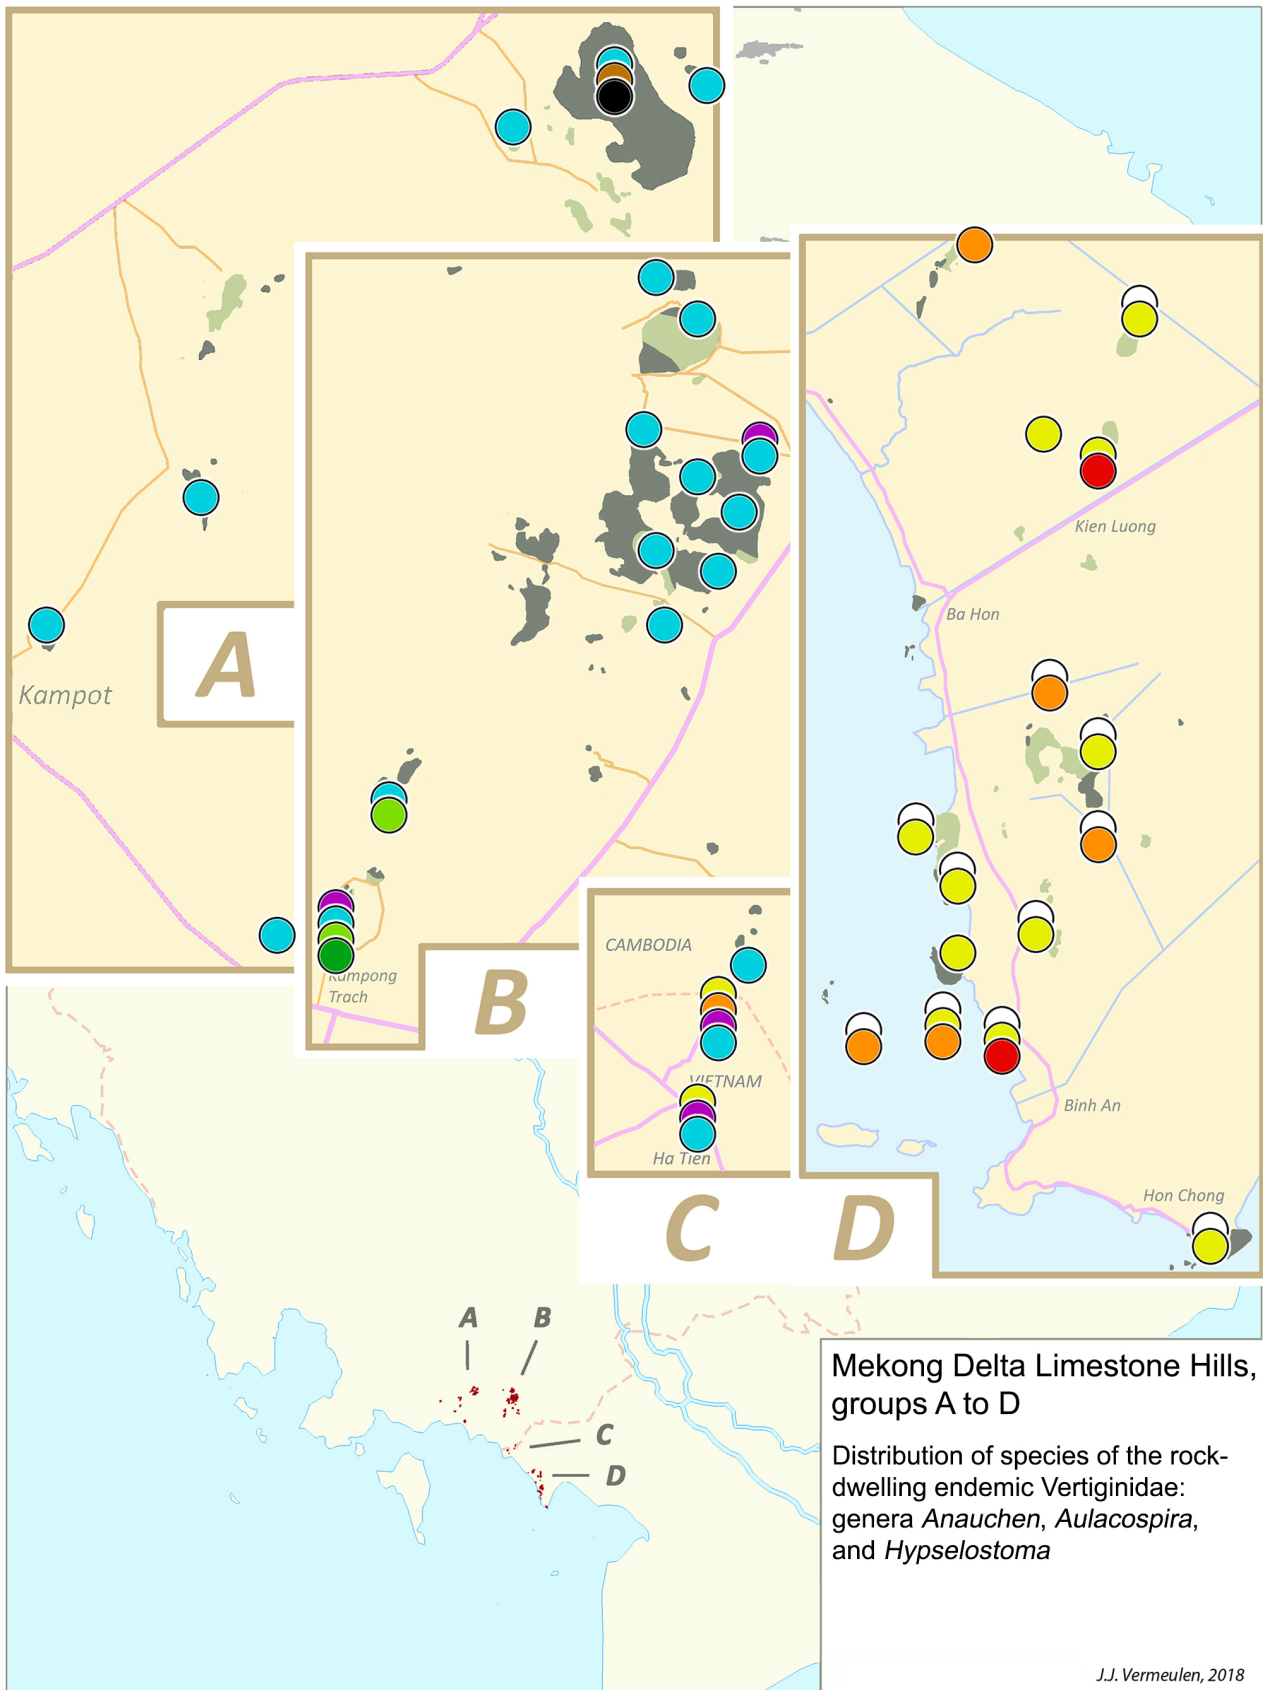 Kampot
A
Kampong
Trach
B
CAMBODIA
VIETNAM
Ha Tien
C
Kien Luong
Ba Hon
Binh An
Hon Chong
D
A
B
C
D
Mekong Delta Limestone Hills,
groups A to D
Distribution of species of the rock-
dwelling endemic Vertiginidae:
genera Anauchen, Aulacospira,
and Hypselostoma
J.J. Vermeulen, 2018